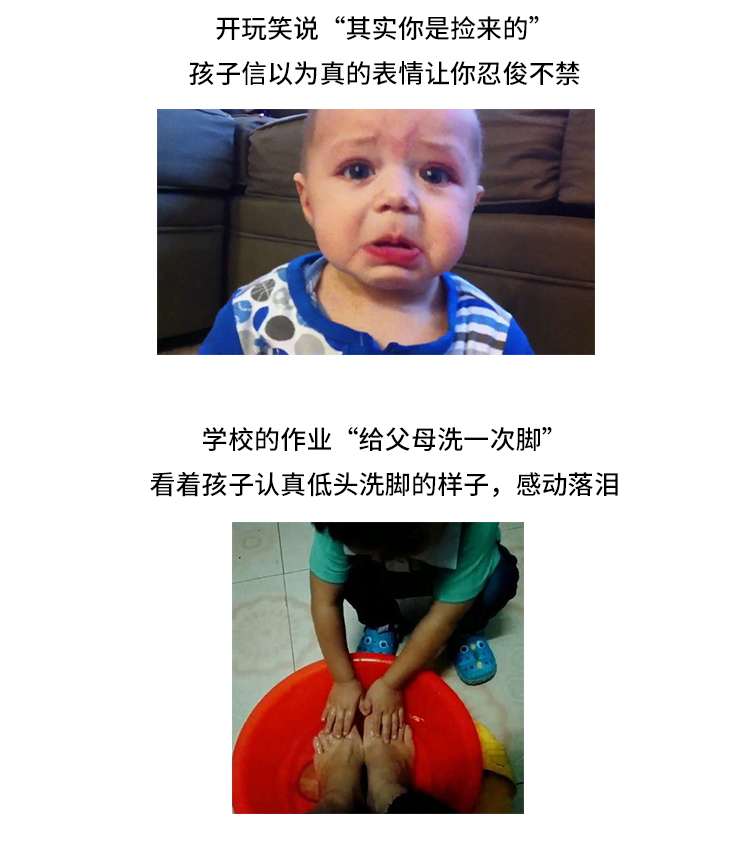 开玩笑说“其实你是捡来的”
孩子信以为真的表情让你忍俊不禁
学校的作业“给父母洗一次脚”
看着孩子认真低头洗脚的样子，感动落泪